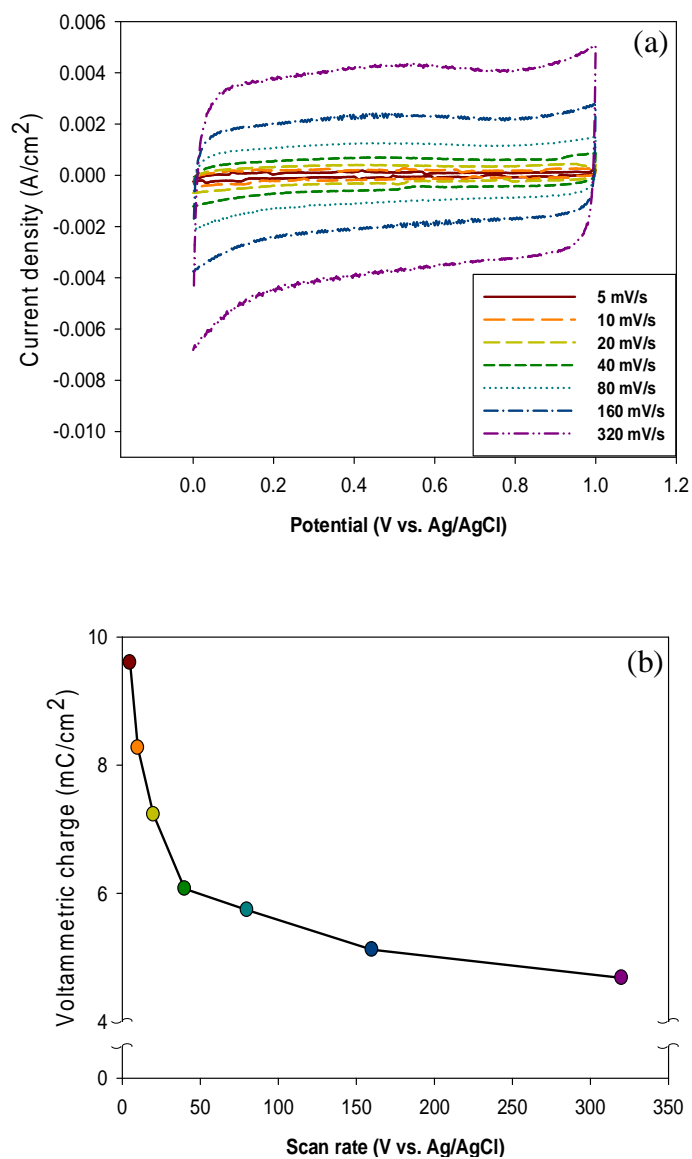 (a)
Current density (A/cm²)
0.006
0.004
0.002
0.000
-0.002
-0.004
-0.006
-0.008
-0.010
5 mV/s
10 mV/s
20 mV/s
40 mV/s
80 mV/s
160 mV/s
320 mV/s
0.0 0.2 0.4 0.6 0.8 1.0 1.2
Potential (V vs. Ag/AgCl)
(b)
Voltammetric charge (mC/cm²)
10
8
6
4
0
0 50 100 150 200 250 300 350
Scan rate (V vs. Ag/AgCl)